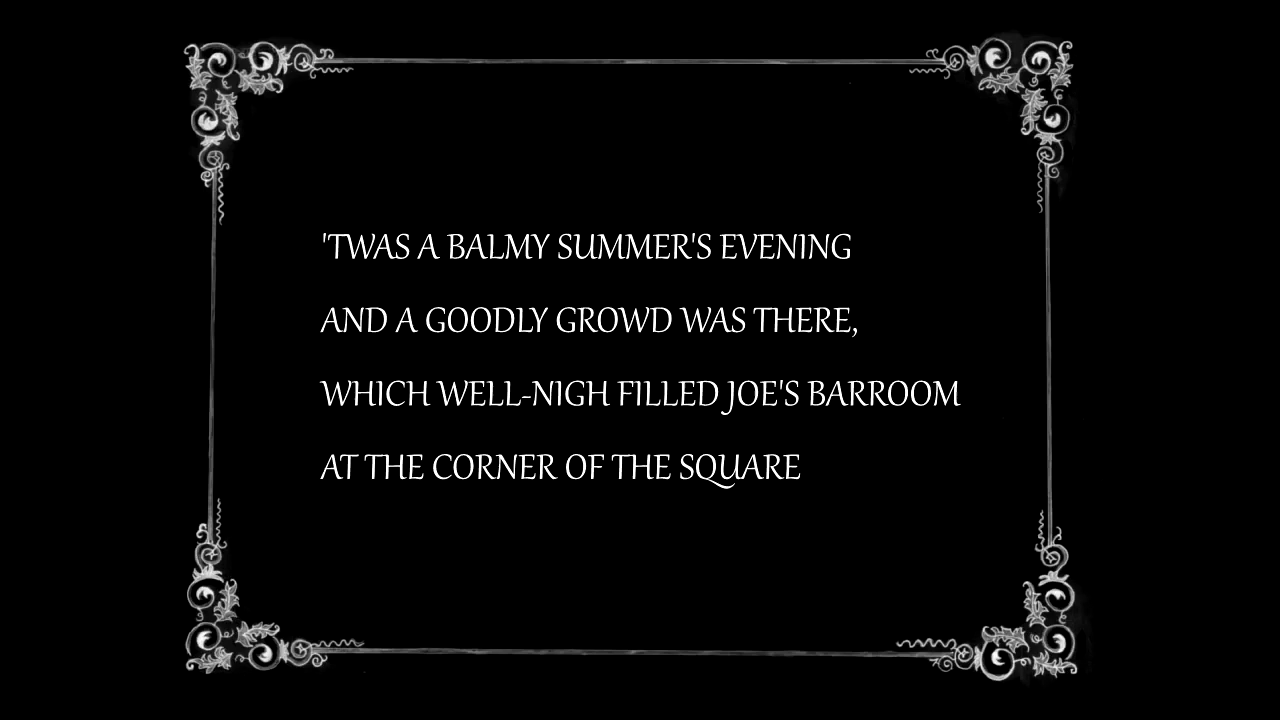 'TWAS A BALMY SUMMER'S EVENING
AND A GOODLY GROWD WAS THERE,
WHICH WELL-NIGH FILLED JOE'S BARROOM
AT THE CORNER OF THE SQUARE